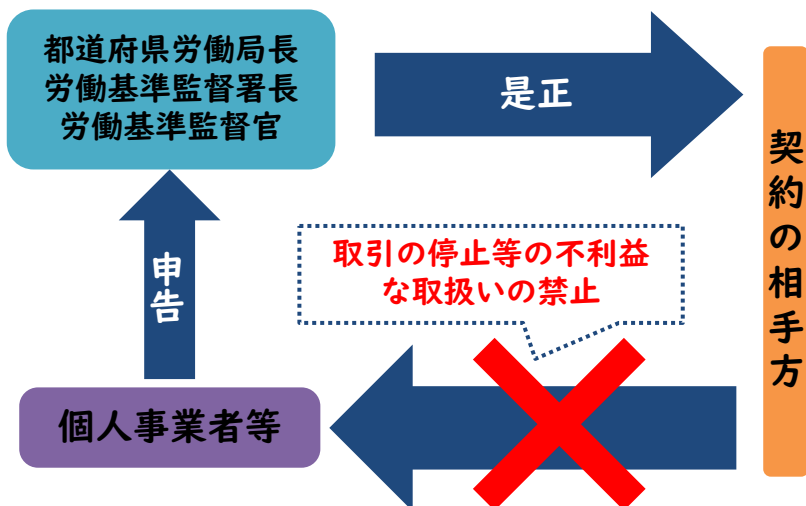 都道府県労働局長
労働基準監督署長
労働基準監督官
是正
契約の相手方
取引の停止等の不利益
な取扱いの禁止
申告
個人事業者等